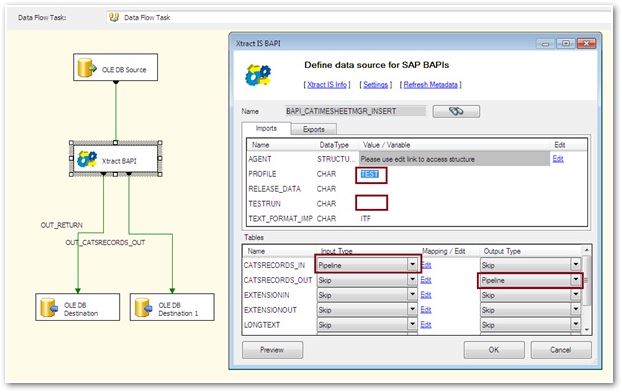 Data Flow Task:
Data Flow Task
OLE DB Source
Xtract BAPI
OUT_RETURN
OUT_CATSRECORDS_OUT
OLE DB
Destination
OLE DB
Destination 1
Xtract IS BAPI
Define data source for SAP BAPIs
[ Xtract IS Info ] [ Settings ] [ Refresh Metadata ]
Name BAPI_CATIMESHEETMGR_INSERT
Imports Exports
Name DataType Value / Variable Edit
AGENT STRUCTU... Please use edit link to access structure Edit
PROFILE CHAR TEST
RELEASE_DATA CHAR
TESTRUN CHAR
TEXT_FORMAT_IMP CHAR ITF
Tables
Name Input Type Mapping / Edit Output Type
CATSRECORDS_IN Pipeline Edit Skip
CATSRECORDS_OUT Skip Edit Pipeline
EXTENSIONIN Skip Edit Skip
EXTENSIONOUT Skip Edit Skip
LONGTEXT Skip Edit Skip
Preview OK Cancel